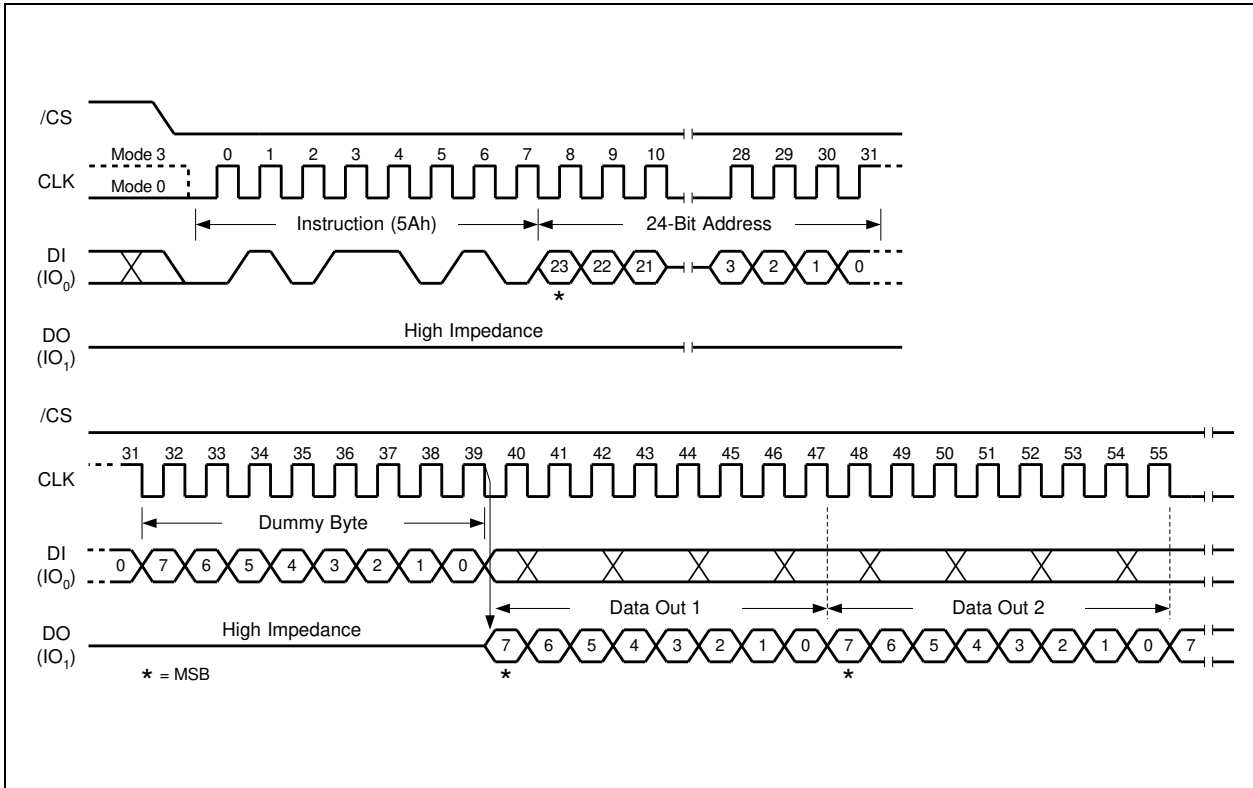 /CS
Mode 3 0 1 2 3 4 5 6 7 8 9 10 28 29 30 31
CLK Mode 0
Instruction (5Ah) 24-Bit Address
DI
(IO0) 23 22 21 3 2 1 0
*
High Impedance
DO
(IO1)
/CS
31 32 33 34 35 36 37 38 39 40 41 42 43 44 45 46 47 48 49 50 51 52 53 54 55
CLK
Dummy Byte
DI
(IO0) 0 7 6 5 4 3 2 1 0
Data Out 1 Data Out 2
High Impedance
DO
(IO1) 7 6 5 4 3 2 1 0 7 6 5 4 3 2 1 0 7
* = MSB * *